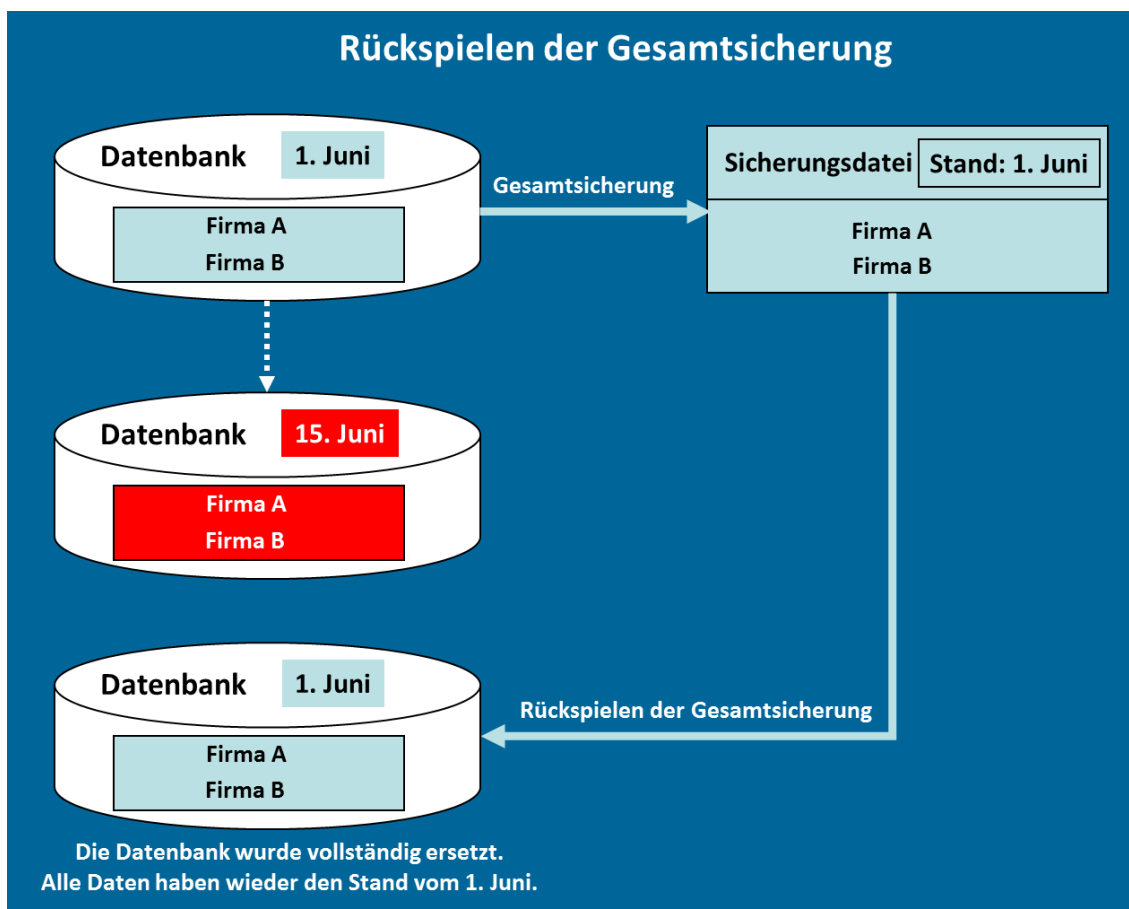 Rückspielen der Gesamtsicherung
Datenbank 1. Juni
Firma A
Firma B
Gesamtsicherung
Sicherungsdatei Stand: 1. Juni
Firma A
Firma B
Datenbank 15. Juni
Firma A
Firma B
Datenbank 1. Juni
Firma A
Firma B
Rückspielen der Gesamtsicherung
Die Datenbank wurde vollständig ersetzt.
Alle Daten haben wieder den Stand vom 1. Juni.